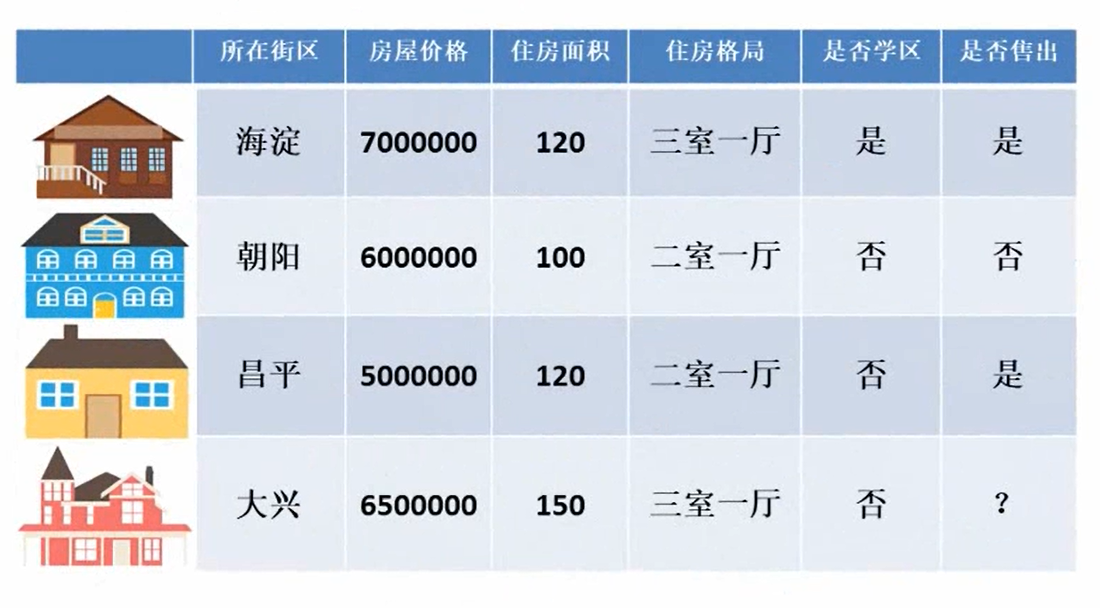 所在街区 房屋价格 住房面积 住房格局 是否学区 是否售出
海淀 7000000 120 三室一厅 是 是
朝阳 6000000 100 二室一厅 否 否
昌平 5000000 120 二室一厅 否 是
大兴 6500000 150 三室一厅 否 ?